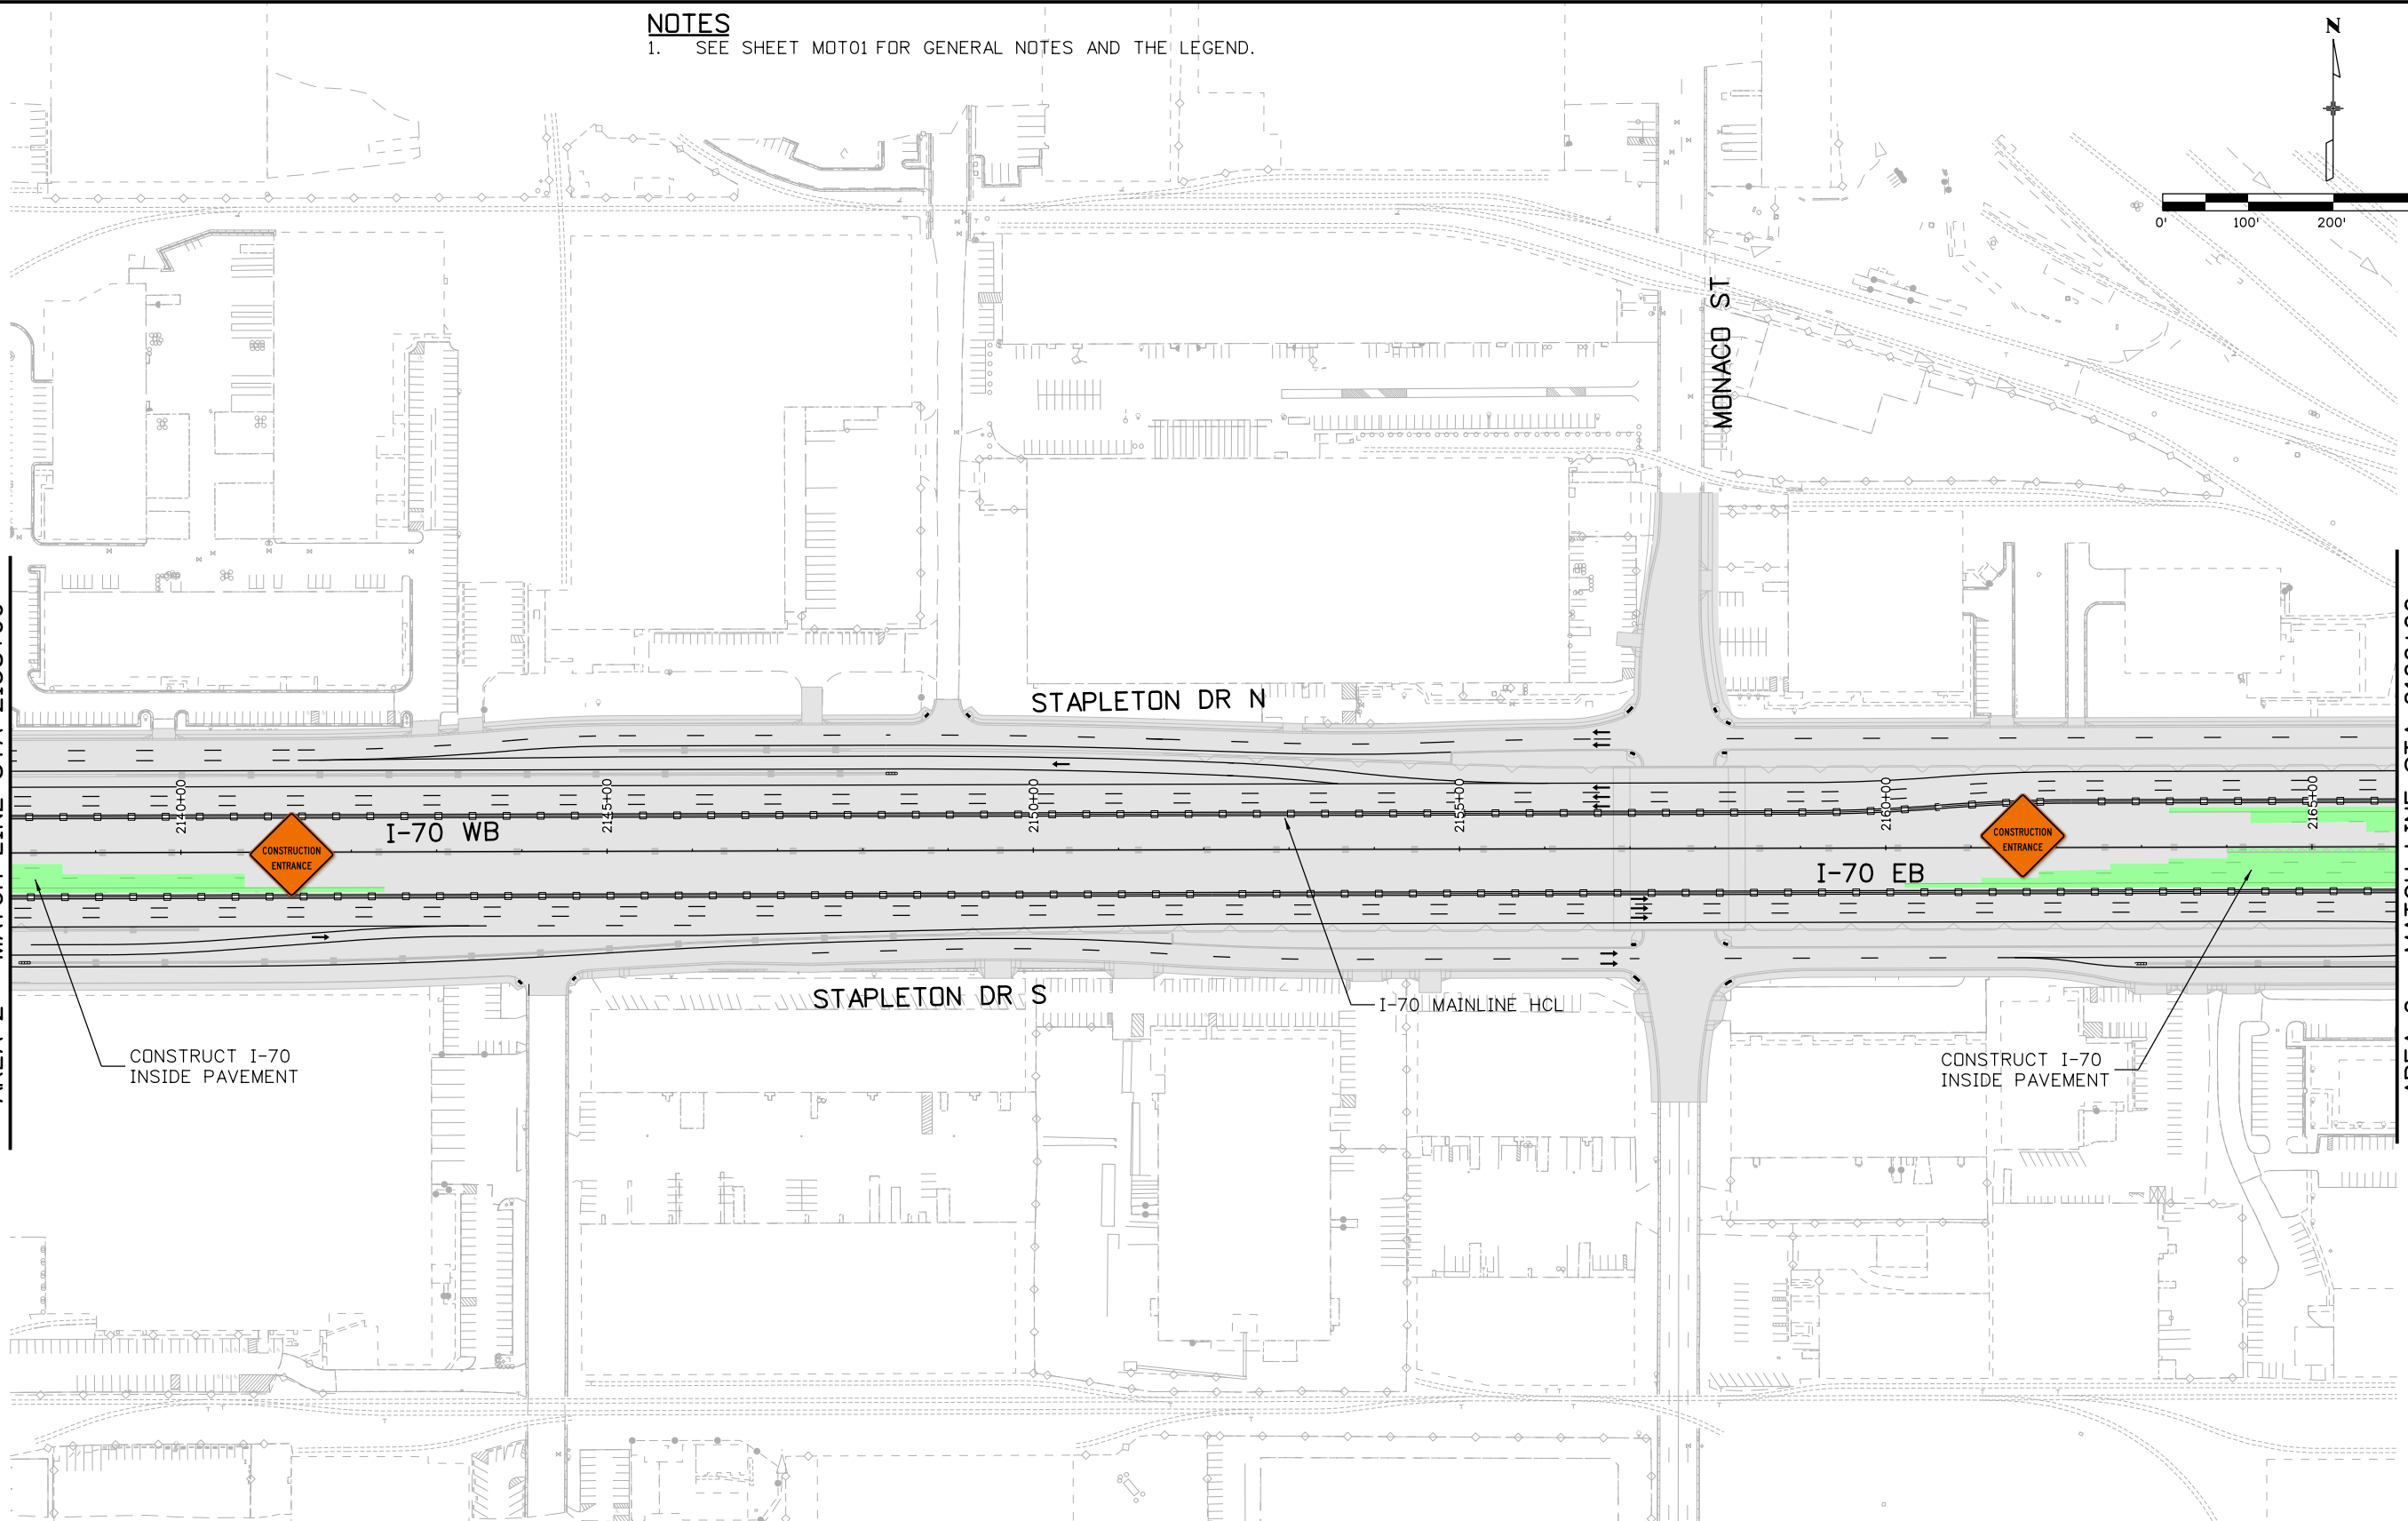 NOTES
1. SEE SHEET MOT01 FOR GENERAL NOTES AND THE LEGEND.
N
0' 100' 200'
MONACO ST
STAPLETON DR N
2140+00
2145+00
2150+00
2155+00
2160+00
2165+00
I-70 WB
CONSTRUCTION
ENTRANCE
CONSTRUCTION
ENTRANCE
I-70 EB
STAPLETON DR S
I-70 MAINLINE HCL
CONSTRUCT I-70
INSIDE PAVEMENT
CONSTRUCT I-70
INSIDE PAVEMENT